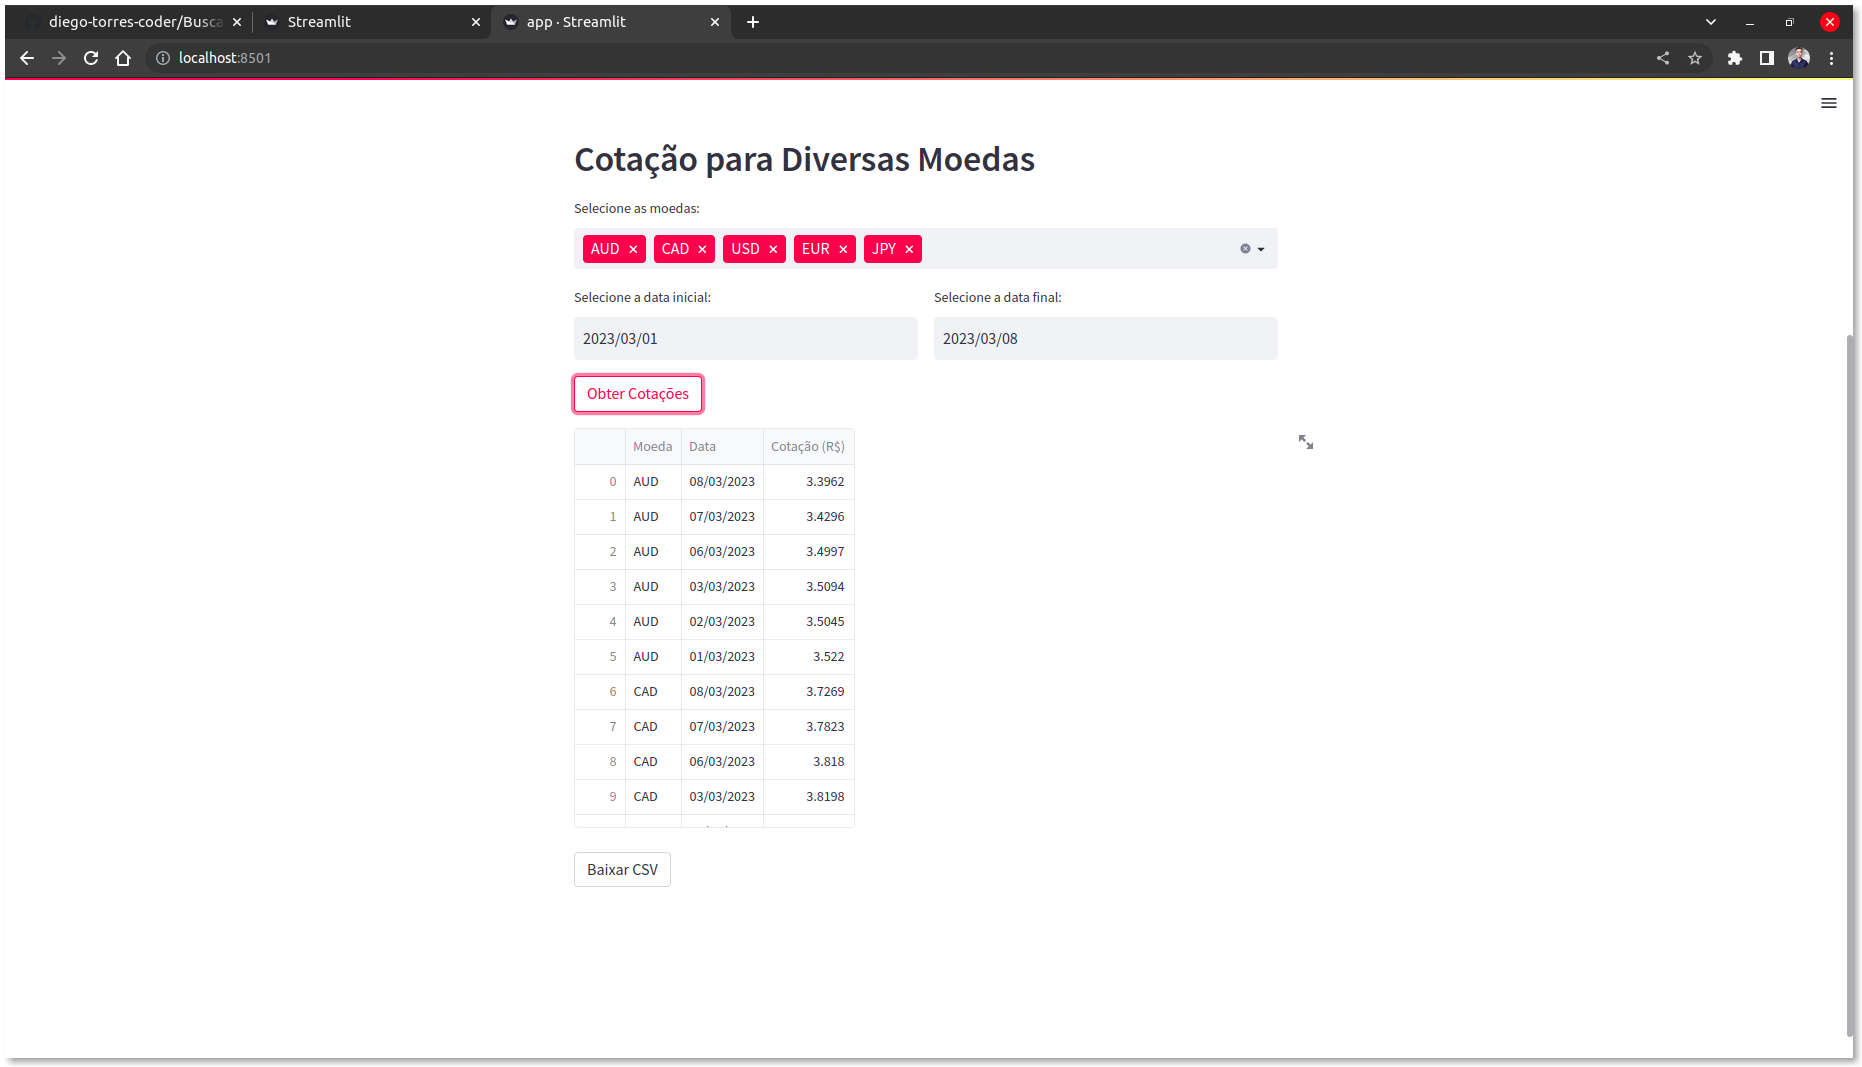 diego-torres-coder/Busca
Streamlit
app · Streamlit
localhost:8501
Cotação para Diversas Moedas
Selecione as moedas:
AUD CAD USD EUR JPY
Selecione a data inicial: Selecione a data final:
2023/03/01 2023/03/08
Obter Cotações
Moeda Data Cotação (R$)
0 AUD 08/03/2023 3.3962
1 AUD 07/03/2023 3.4296
2 AUD 06/03/2023 3.4997
3 AUD 03/03/2023 3.5094
4 AUD 02/03/2023 3.5045
5 AUD 01/03/2023 3.522
6 CAD 08/03/2023 3.7269
7 CAD 07/03/2023 3.7823
8 CAD 06/03/2023 3.818
9 CAD 03/03/2023 3.8198
Baixar CSV